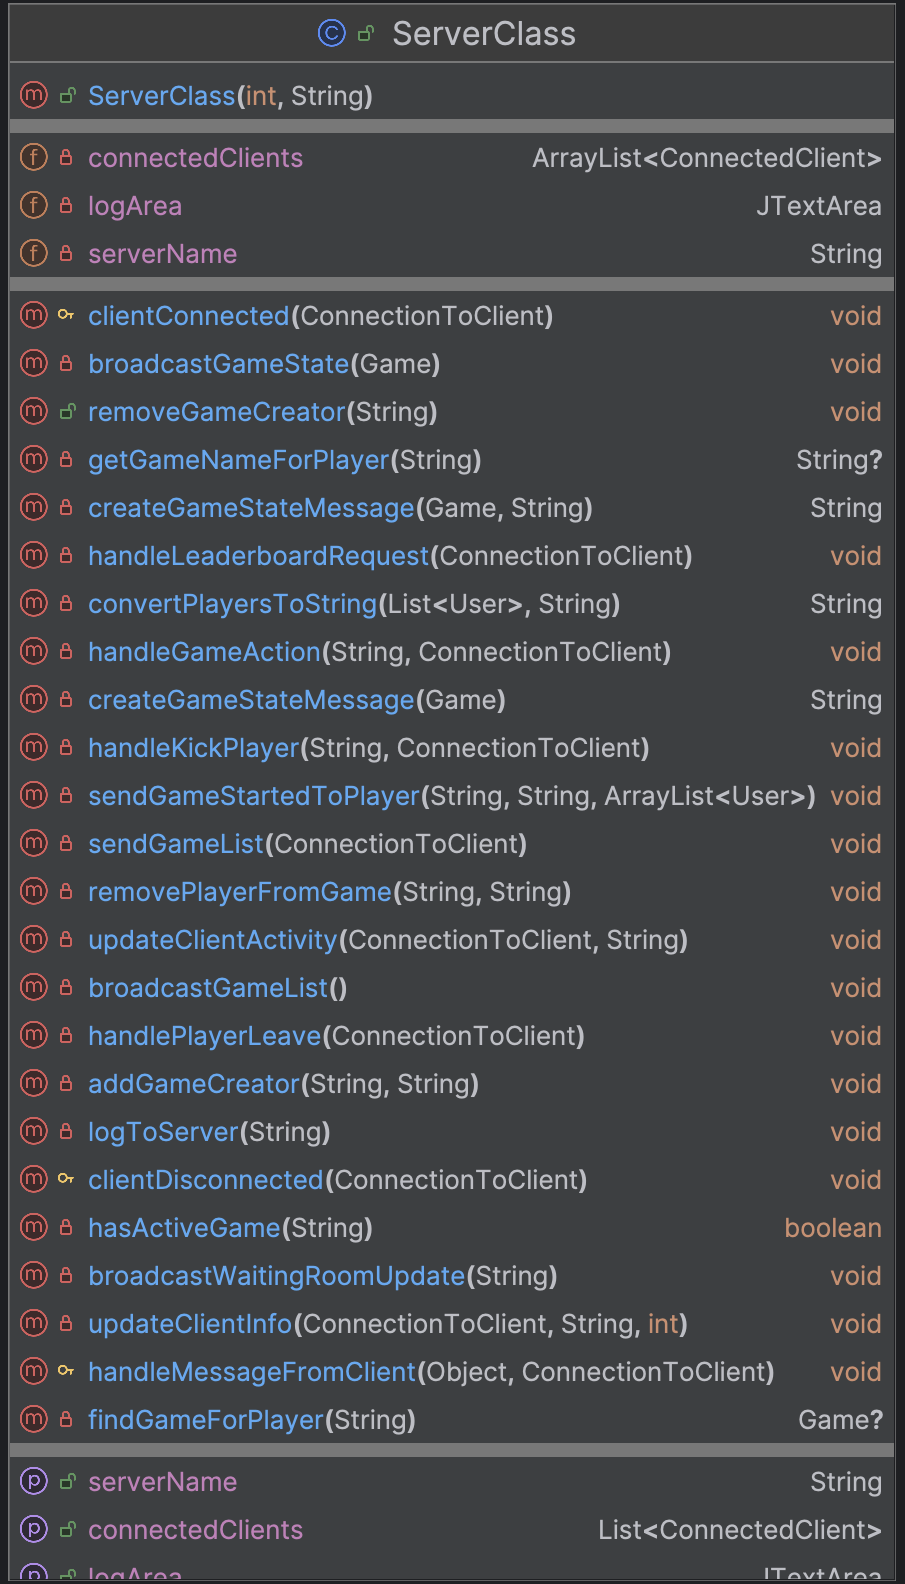 ServerClass
ServerClass(int, String)
connectedClients ArrayList<ConnectedClient>
logArea JTextArea
serverName String
clientConnected(ConnectionToClient) void
broadcastGameState(Game) void
removeGameCreator(String) void
getGameNameForPlayer(String) String?
createGameStateMessage(Game, String) String
handleLeaderboardRequest(ConnectionToClient) void
convertPlayersToString(List<User>, String) String
handleGameAction(String, ConnectionToClient) void
createGameStateMessage(Game) String
handleKickPlayer(String, ConnectionToClient) void
sendGameStartedToPlayer(String, String, ArrayList<User>) void
sendGameList(ConnectionToClient) void
removePlayerFromGame(String, String) void
updateClientActivity(ConnectionToClient, String) void
broadcastGameList() void
handlePlayerLeave(ConnectionToClient) void
addGameCreator(String, String) void
logToServer(String) void
clientDisconnected(ConnectionToClient) void
hasActiveGame(String) boolean
broadcastWaitingRoomUpdate(String) void
updateClientInfo(ConnectionToClient, String, int) void
handleMessageFromClient(Object, ConnectionToClient) void
findGameForPlayer(String) Game?
serverName String
connectedClients List<ConnectedClient>
logArea JTextArea